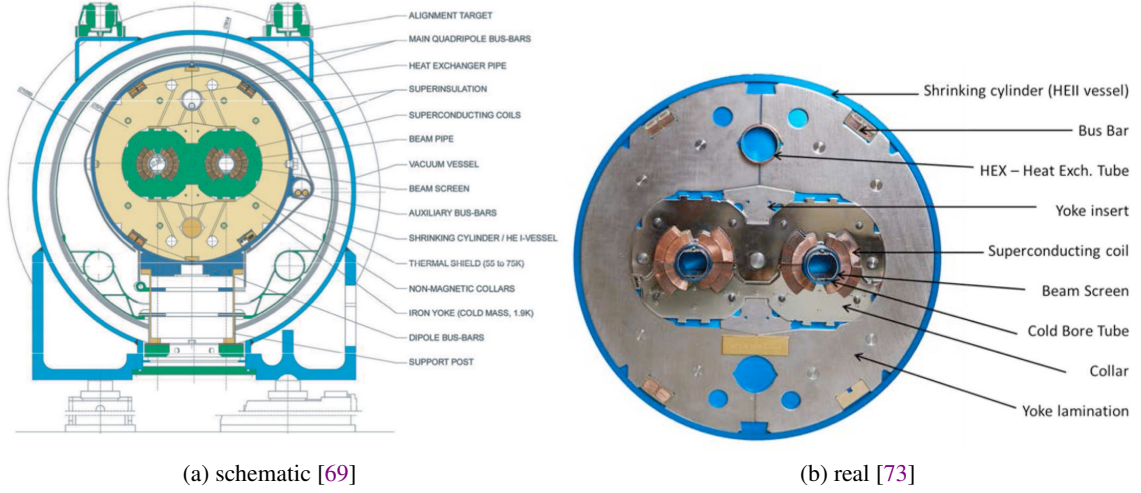 ALIGNMENT TARGET
MAIN QUADRIPOLE BUS-BARS
HEAT EXCHANGER PIPE
SUPERINSULATION
SUPERCONDUCTING COILS
BEAM PIPE
VACUUM VESSEL
BEAM SCREEN
AUXILIARY BUS-BARS
SHRINKING CYLINDER / HE I-VESSEL
THERMAL SHIELD (55 to 75K)
NON-MAGNETIC COLLARS
IRON YOKE (COLD MASS, 1.9K)
DIPOLE BUS-BARS
SUPPORT POST
(a) schematic [69]
Shrinking cylinder (HEII vessel)
Bus Bar
HEX – Heat Exch. Tube
Yoke insert
Superconducting coil
Beam Screen
Cold Bore Tube
Collar
Yoke lamination
(b) real [73]